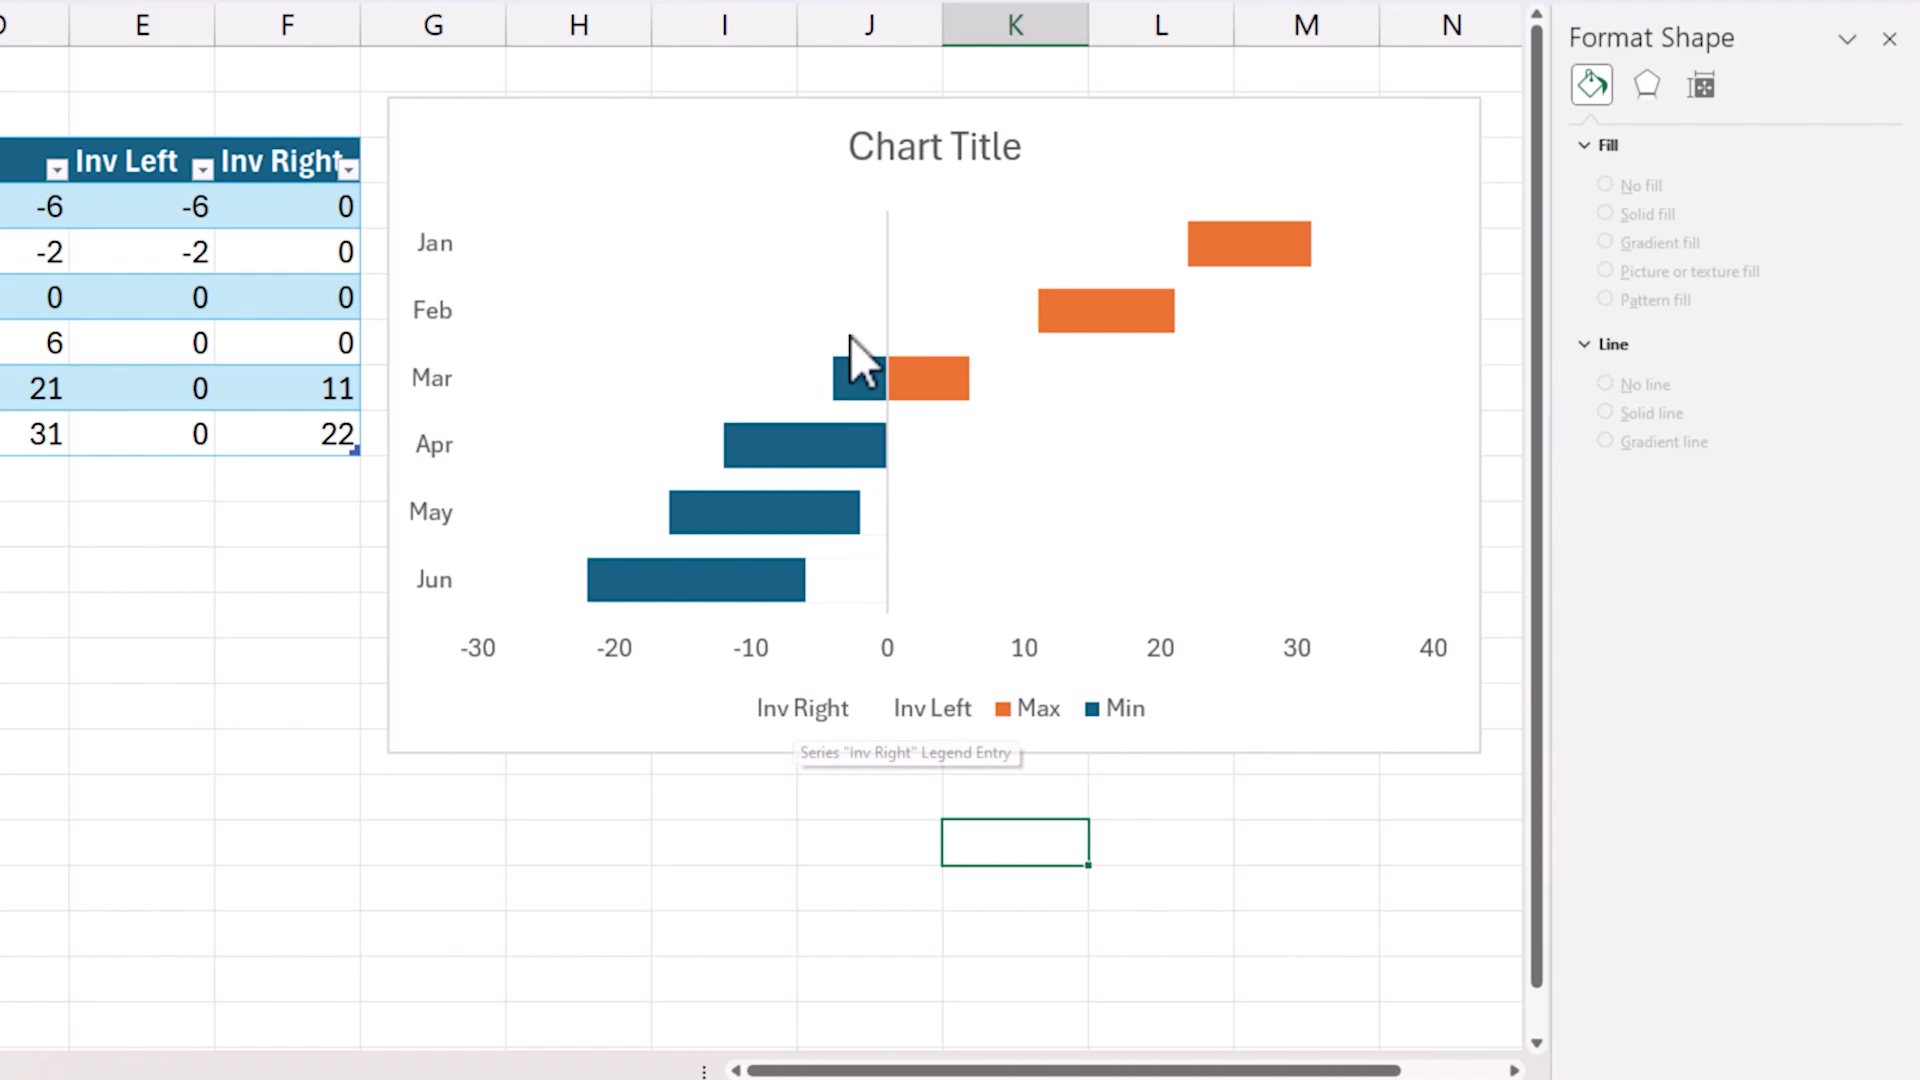 E F G H I J K L M N
Format Shape
Inv Left Inv Right
-6 -6 0
-2 -2 0
0 0 0
6 0 0
21 0 11
31 0 22
Chart Title
Jan
Feb
Mar
Apr
May
Jun
-30 -20 -10 0 10 20 30 40
Inv Right Inv Left Max Min
Series "Inv Right" Legend Entry
Fill
No fill
Solid fill
Gradient fill
Picture or texture fill
Pattern fill
Line
No line
Solid line
Gradient line